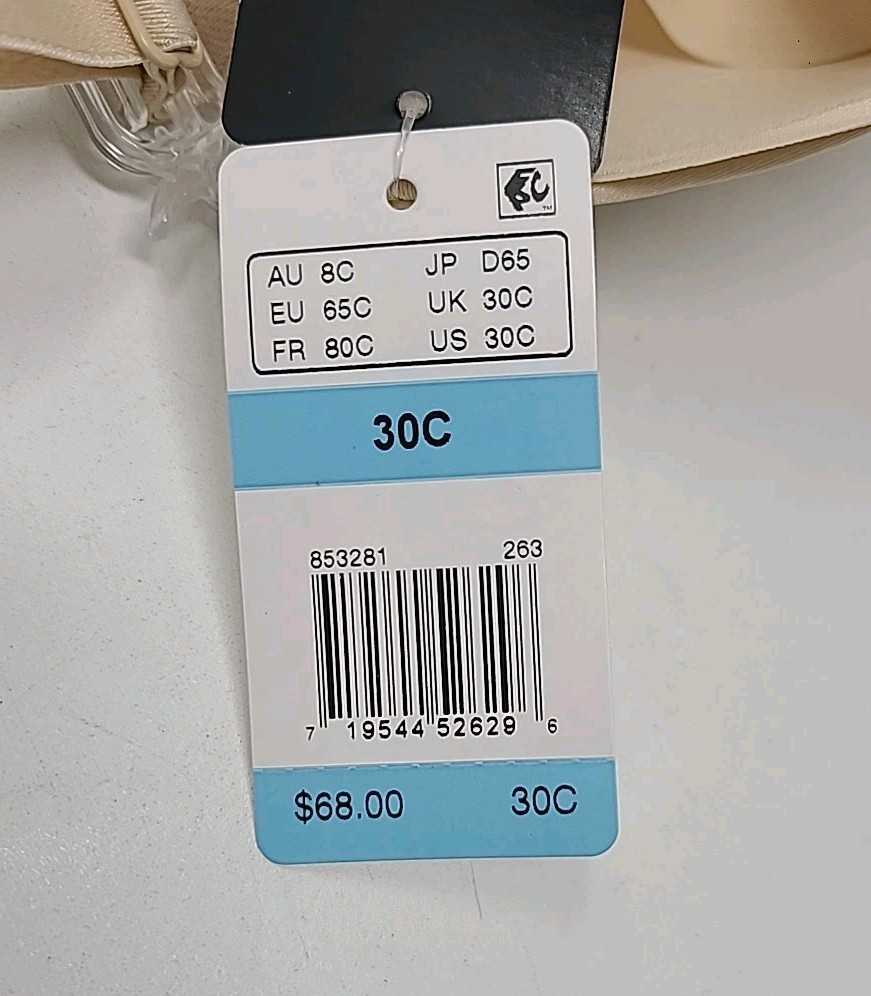 AU 8C JP D65
EU 65C UK 30C
FR 80C US 30C
30C
853281 263
7 19544 52629 6
$68.00 30C